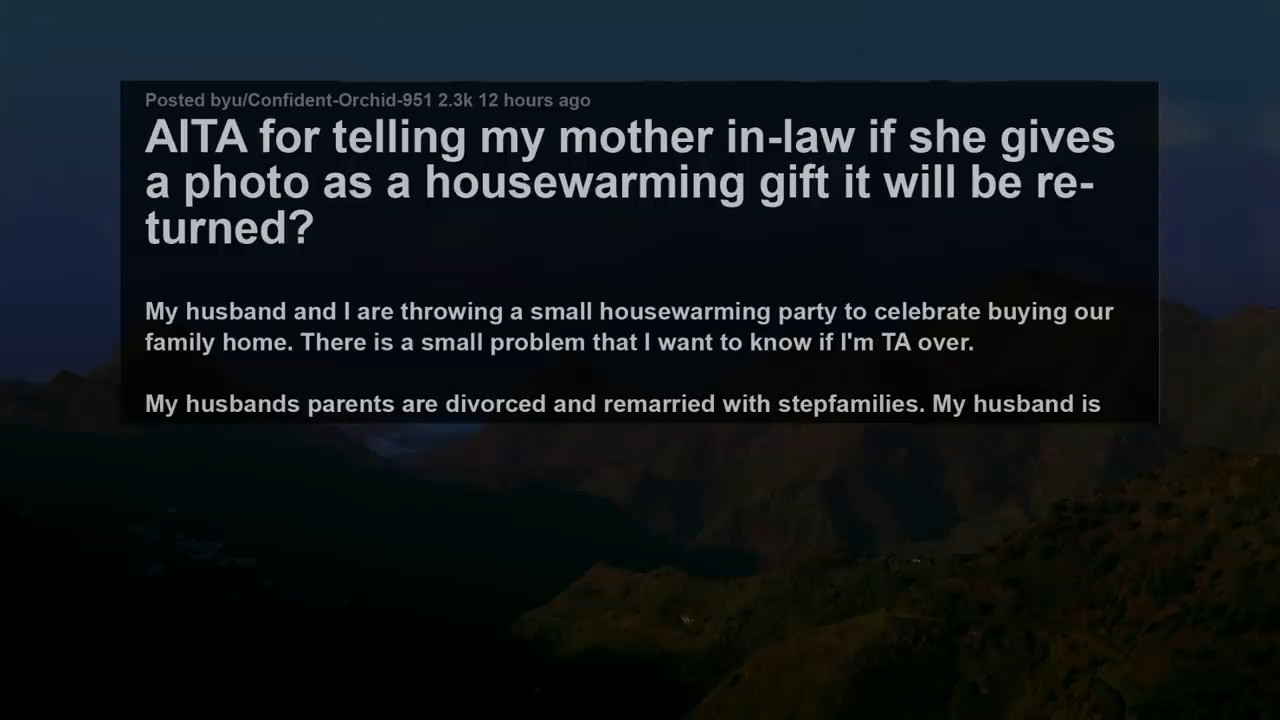 Posted byu/Confident-Orchid-951 2.3k 12 hours ago
AITA for telling my mother in-law if she gives
a photo as a housewarming gift it will be re-
turned?
My husband and I are throwing a small housewarming party to celebrate buying our
family home. There is a small problem that I want to know if I'm TA over.
My husbands parents are divorced and remarried with stepfamilies. My husband is